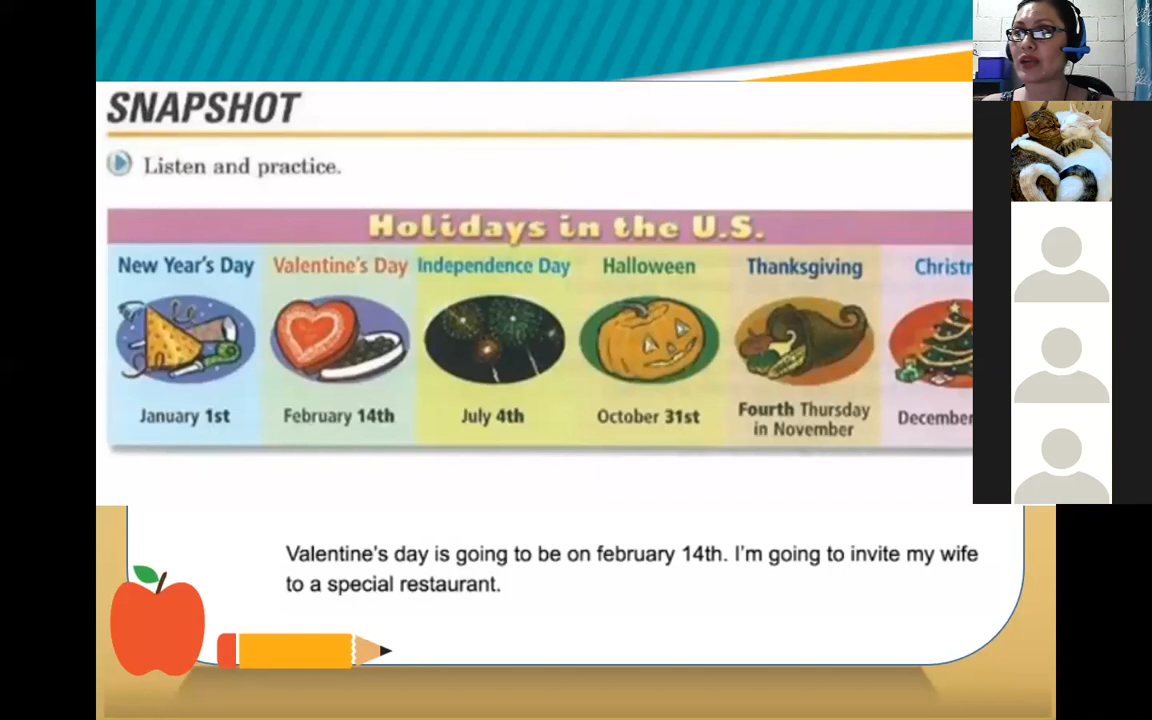 SNAPSHOT
Listen and practice.
Holidays in the U.S.
New Year's Day Valentine's Day Independence Day Halloween Thanksgiving Christ
January 1st February 14th July 4th October 31st Fourth Thursday in November December
Valentine's day is going to be on february 14th. I'm going to invite my wife
to a special restaurant.